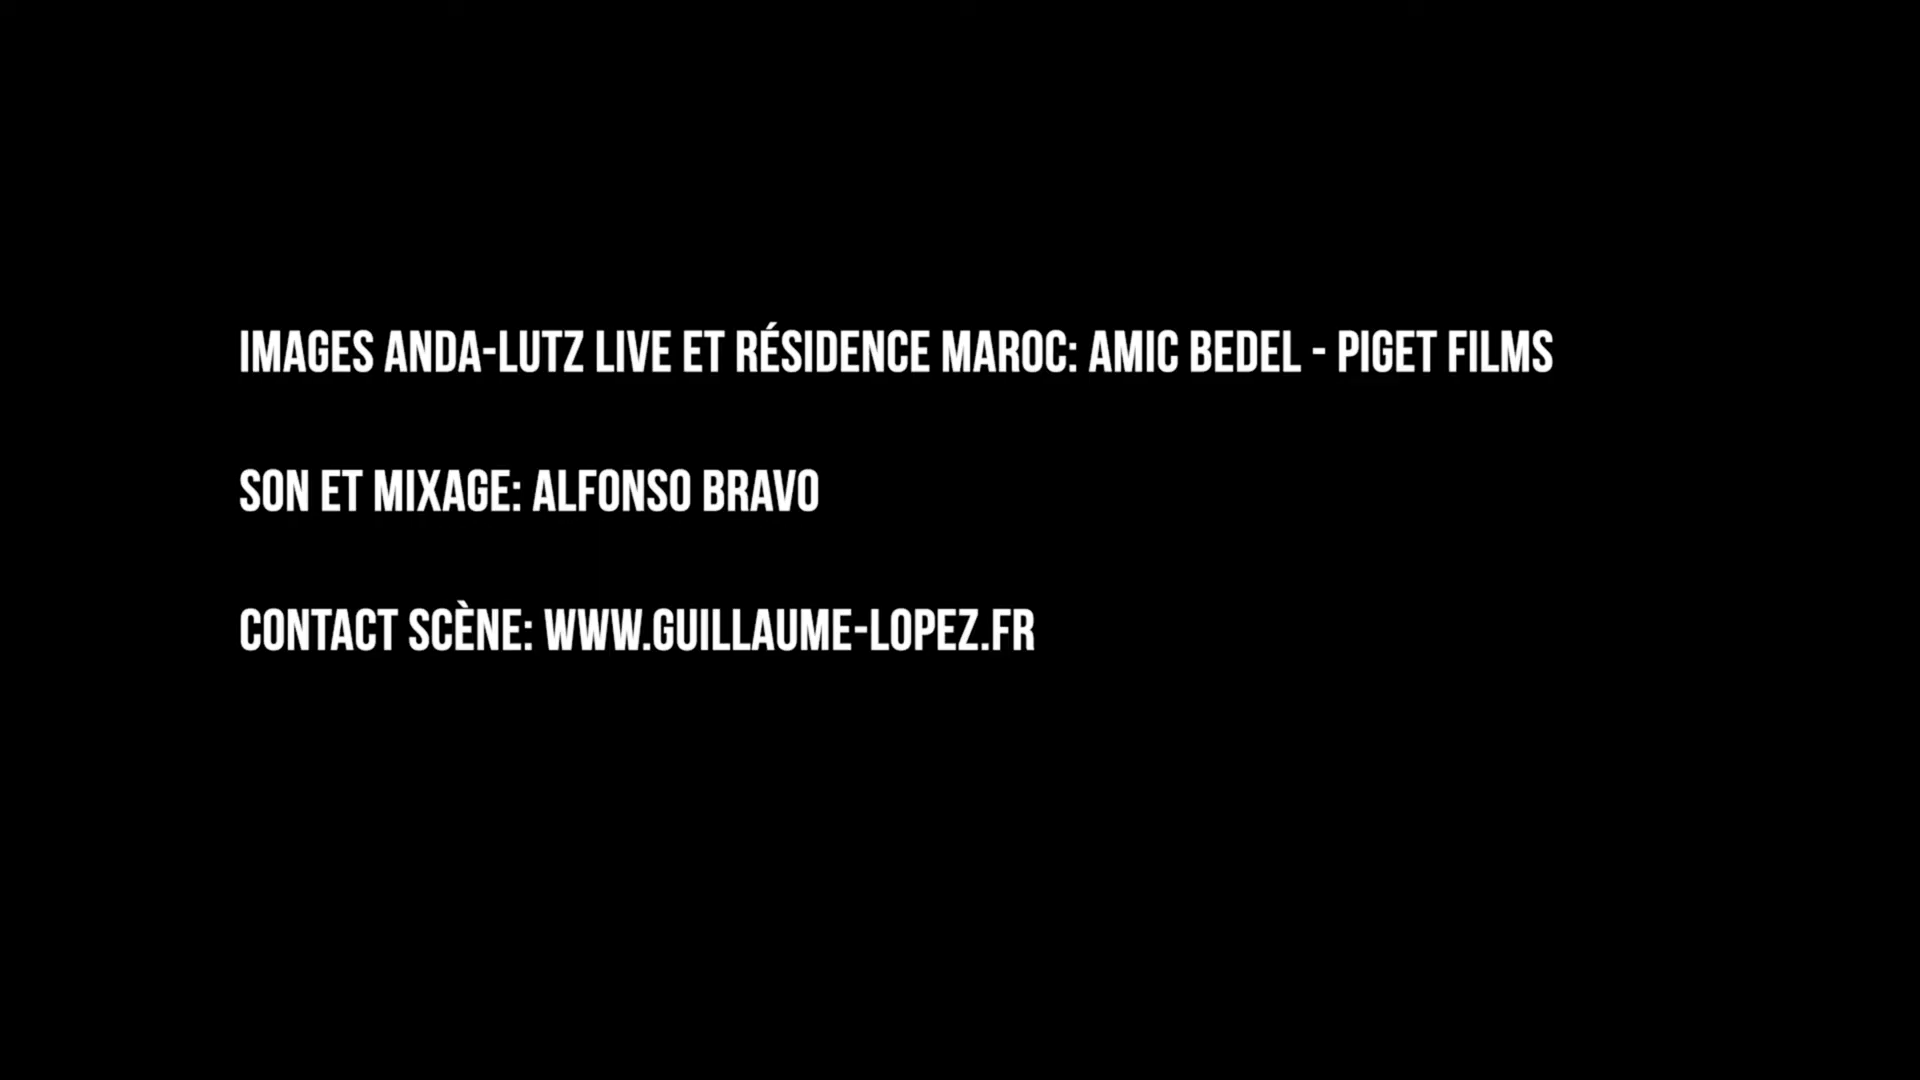 IMAGES ANDA-LUTZ LIVE ET RÉSIDENCE MAROC: AMIC BEDEL - PIGET FILMS
SON ET MIXAGE: ALFONSO BRAVO
CONTACT SCÈNE: WWW.GUILLAUME-LOPEZ.FR